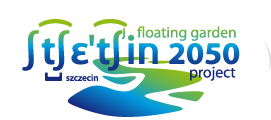 floating garden
ʃtʃɛ'tʃin 2050
szczecin project